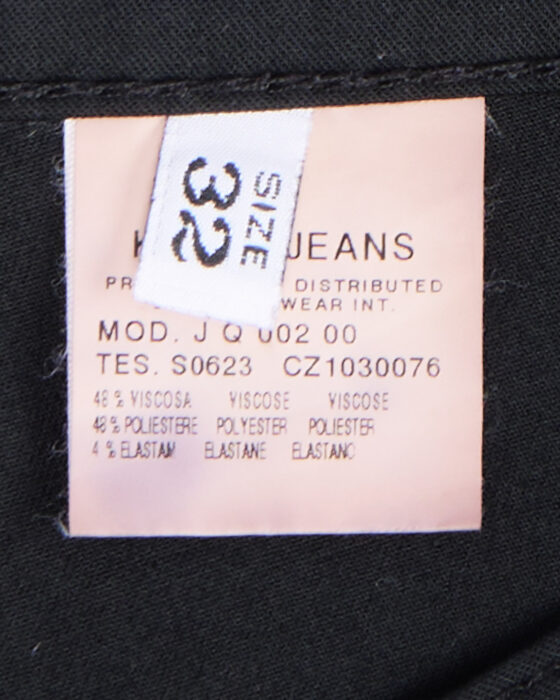 SIZE
32
JEANS
DISTRIBUTED
WEAR INT.
MOD. J Q 002 00
TES. S0623 CZ1030076
48 % VISCOSA VISCOSE VISCOSE
48 % POLIESTERE POLYESTER POLIESTER
4 % ELASTAM ELASTANE ELASTANO